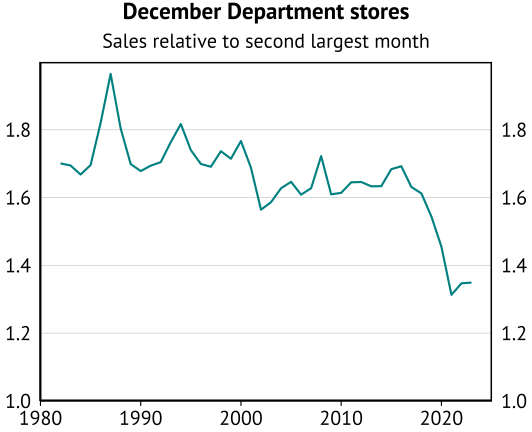 December Department stores
Sales relative to second largest month
1.8 1.8
1.6 1.6
1.4 1.4
1.2 1.2
1.0 1.0
1980 1990 2000 2010 2020